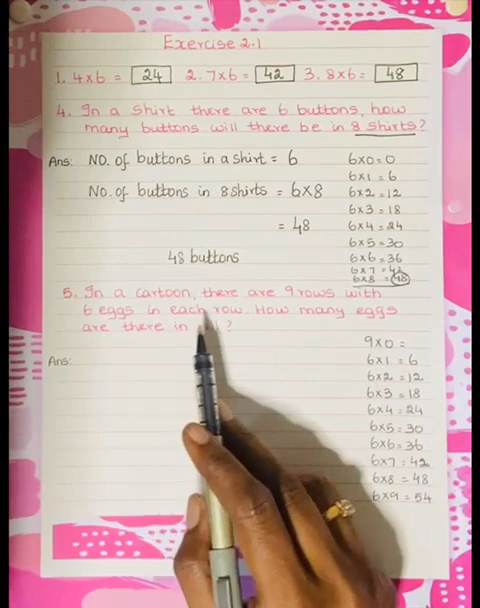 Exercise 2.1
1. 4x6 = 24 2. 7x6 = 42 3. 8x6 = 48
4. In a shirt there are 6 buttons, how
many buttons will there be in 8 shirts?
Ans: NO. of buttons in a shirt = 6
No. of buttons in 8 shirts = 6x8
= 48
48 buttons
6x0=0
6x1=6
6x2=12
6x3=18
6x4=24
6x5=30
6x6=36
6x7=42
6x8=48
5. In a cartoon, there are 9 rows with
6 eggs in each row. How many eggs
are there in ?
Ans:
9x0=
6x1=6
6x2=12
6x3=18
6x4=24
6x5=30
6x6=36
6x7=42
6x8=48
6x9=54